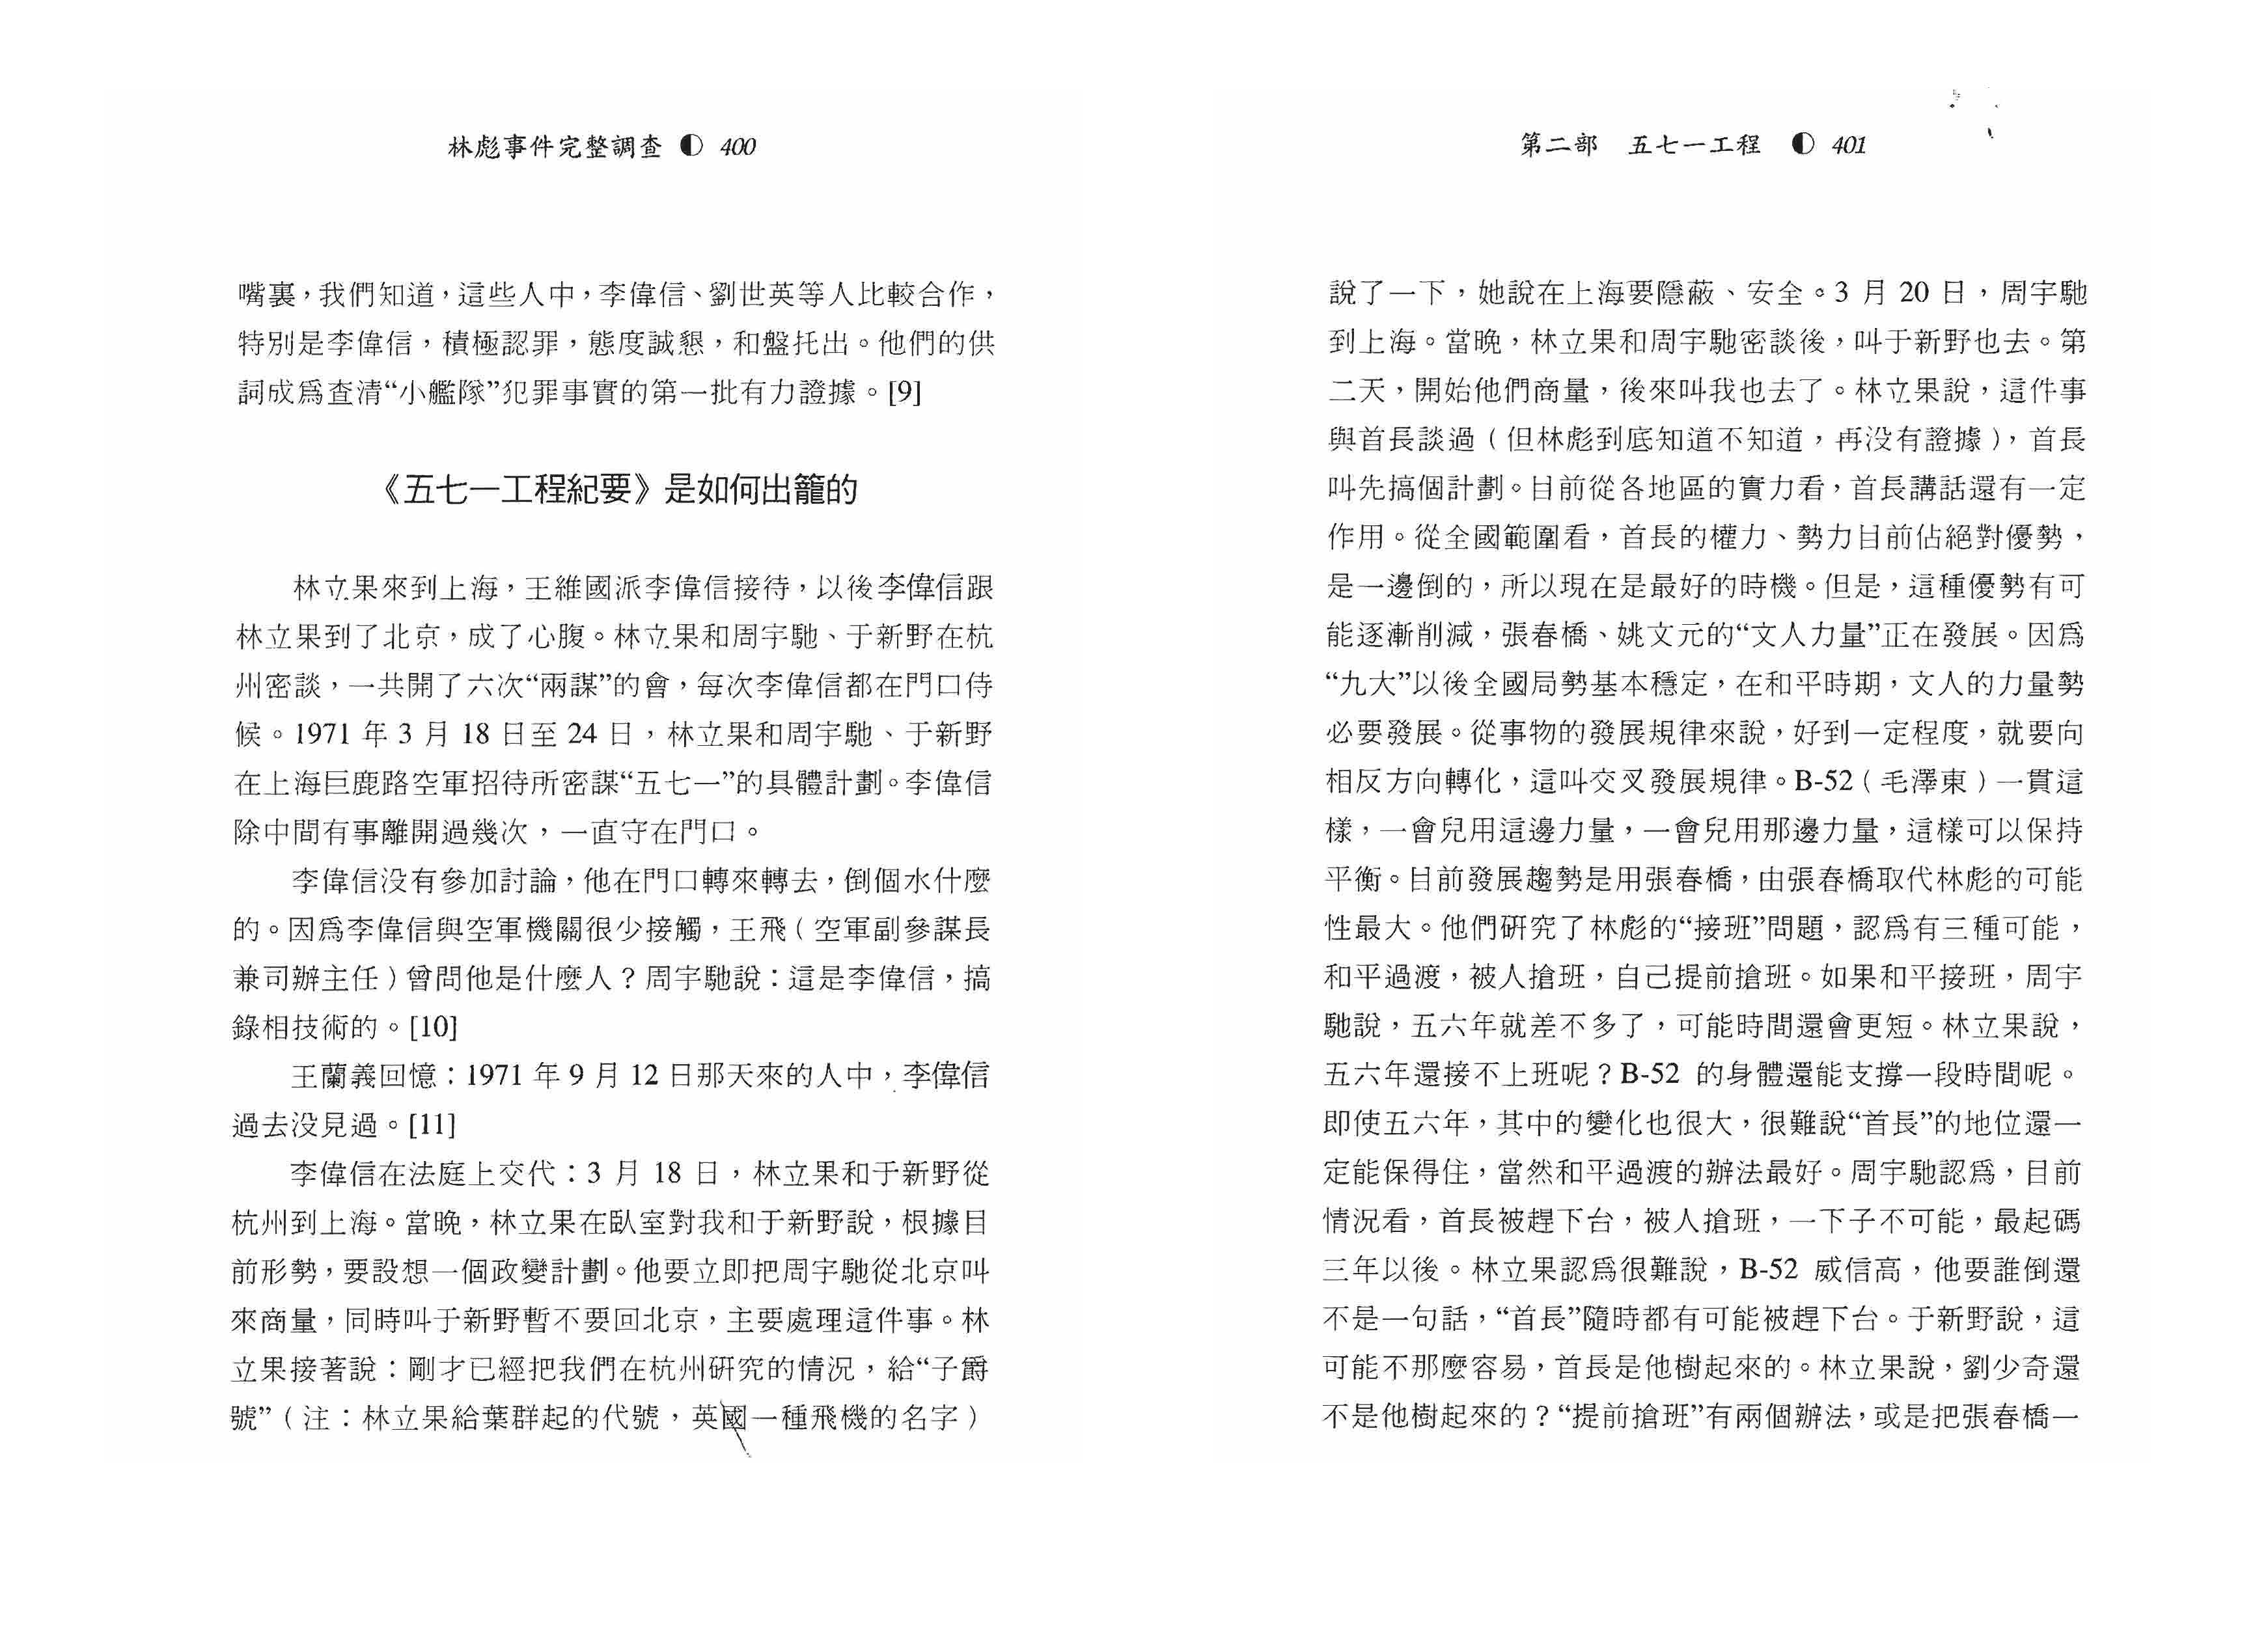 林彪事件完整調查 ◐ 400
嘴裏，我們知道，這些人中，李偉信、劉世英等人比較合作，
特別是李偉信，積極認罪，態度誠懇，和盤托出。他們的供
詞成爲查清“小艦隊”犯罪事實的第一批有力證據。[9]
《五七一工程紀要》是如何出籠的
林立果來到上海，王維國派李偉信接待，以後李偉信跟
林立果到了北京，成了心腹。林立果和周宇馳、于新野在杭
州密談，一共開了六次“兩謀”的會，每次李偉信都在門口侍
候。1971 年 3 月 18 日至 24 日，林立果和周宇馳、于新野
在上海巨鹿路空軍招待所密謀“五七一”的具體計劃。李偉信
除中間有事離開過幾次，一直守在門口。
李偉信没有參加討論，他在門口轉來轉去，倒個水什麼
的。因爲李偉信與空軍機關很少接觸，王飛（空軍副參謀長
兼司辦主任）曾問他是什麼人？周宇馳說：這是李偉信，搞
錄相技術的。[10]
王蘭義回憶：1971 年 9 月 12 日那天來的人中，李偉信
過去没見過。[11]
李偉信在法庭上交代：3 月 18 日，林立果和于新野從
杭州到上海。當晚，林立果在臥室對我和于新野說，根據目
前形勢，要設想一個政變計劃。他要立即把周宇馳從北京叫
來商量，同時叫于新野暫不要回北京，主要處理這件事。林
立果接著說：剛才已經把我們在杭州研究的情況，給“子爵
號”（注：林立果給葉群起的代號，英國一種飛機的名字）
第二部 五七一工程 ◐ 401
說了一下，她說在上海要隱蔽、安全。3 月 20 日，周宇馳
到上海。當晚，林立果和周宇馳密談後，叫于新野也去。第
二天，開始他們商量，後來叫我也去了。林立果說，這件事
與首長談過（但林彪到底知道不知道，再没有證據），首長
叫先搞個計劃。目前從各地區的實力看，首長講話還有一定
作用。從全國範圍看，首長的權力、勢力目前佔絕對優勢，
是一邊倒的，所以現在是最好的時機。但是，這種優勢有可
能逐漸削減，張春橋、姚文元的“文人力量”正在發展。因爲
“九大”以後全國局勢基本穩定，在和平時期，文人的力量勢
必要發展。從事物的發展規律來說，好到一定程度，就要向
相反方向轉化，這叫交叉發展規律。B-52（毛澤東）一貫這
樣，一會兒用這邊力量，一會兒用那邊力量，這樣可以保持
平衡。目前發展趨勢是用張春橋，由張春橋取代林彪的可能
性最大。他們研究了林彪的“接班”問題，認爲有三種可能，
和平過渡，被人搶班，自己提前搶班。如果和平接班，周宇
馳說，五六年就差不多了，可能時間還會更短。林立果說，
五六年還接不上班呢？B-52 的身體還能支撐一段時間呢。
即使五六年，其中的變化也很大，很難說“首長”的地位還一
定能保得住，當然和平過渡的辦法最好。周宇馳認爲，目前
情況看，首長被趕下台，被人搶班，一下子不可能，最起碼
三年以後。林立果認爲很難說，B-52 威信高，他要誰倒還
不是一句話，“首長”隨時都有可能被趕下台。于新野說，這
可能不那麼容易，首長是他樹起來的。林立果說，劉少奇還
不是他樹起來的？“提前搶班”有兩個辦法，或是把張春橋一